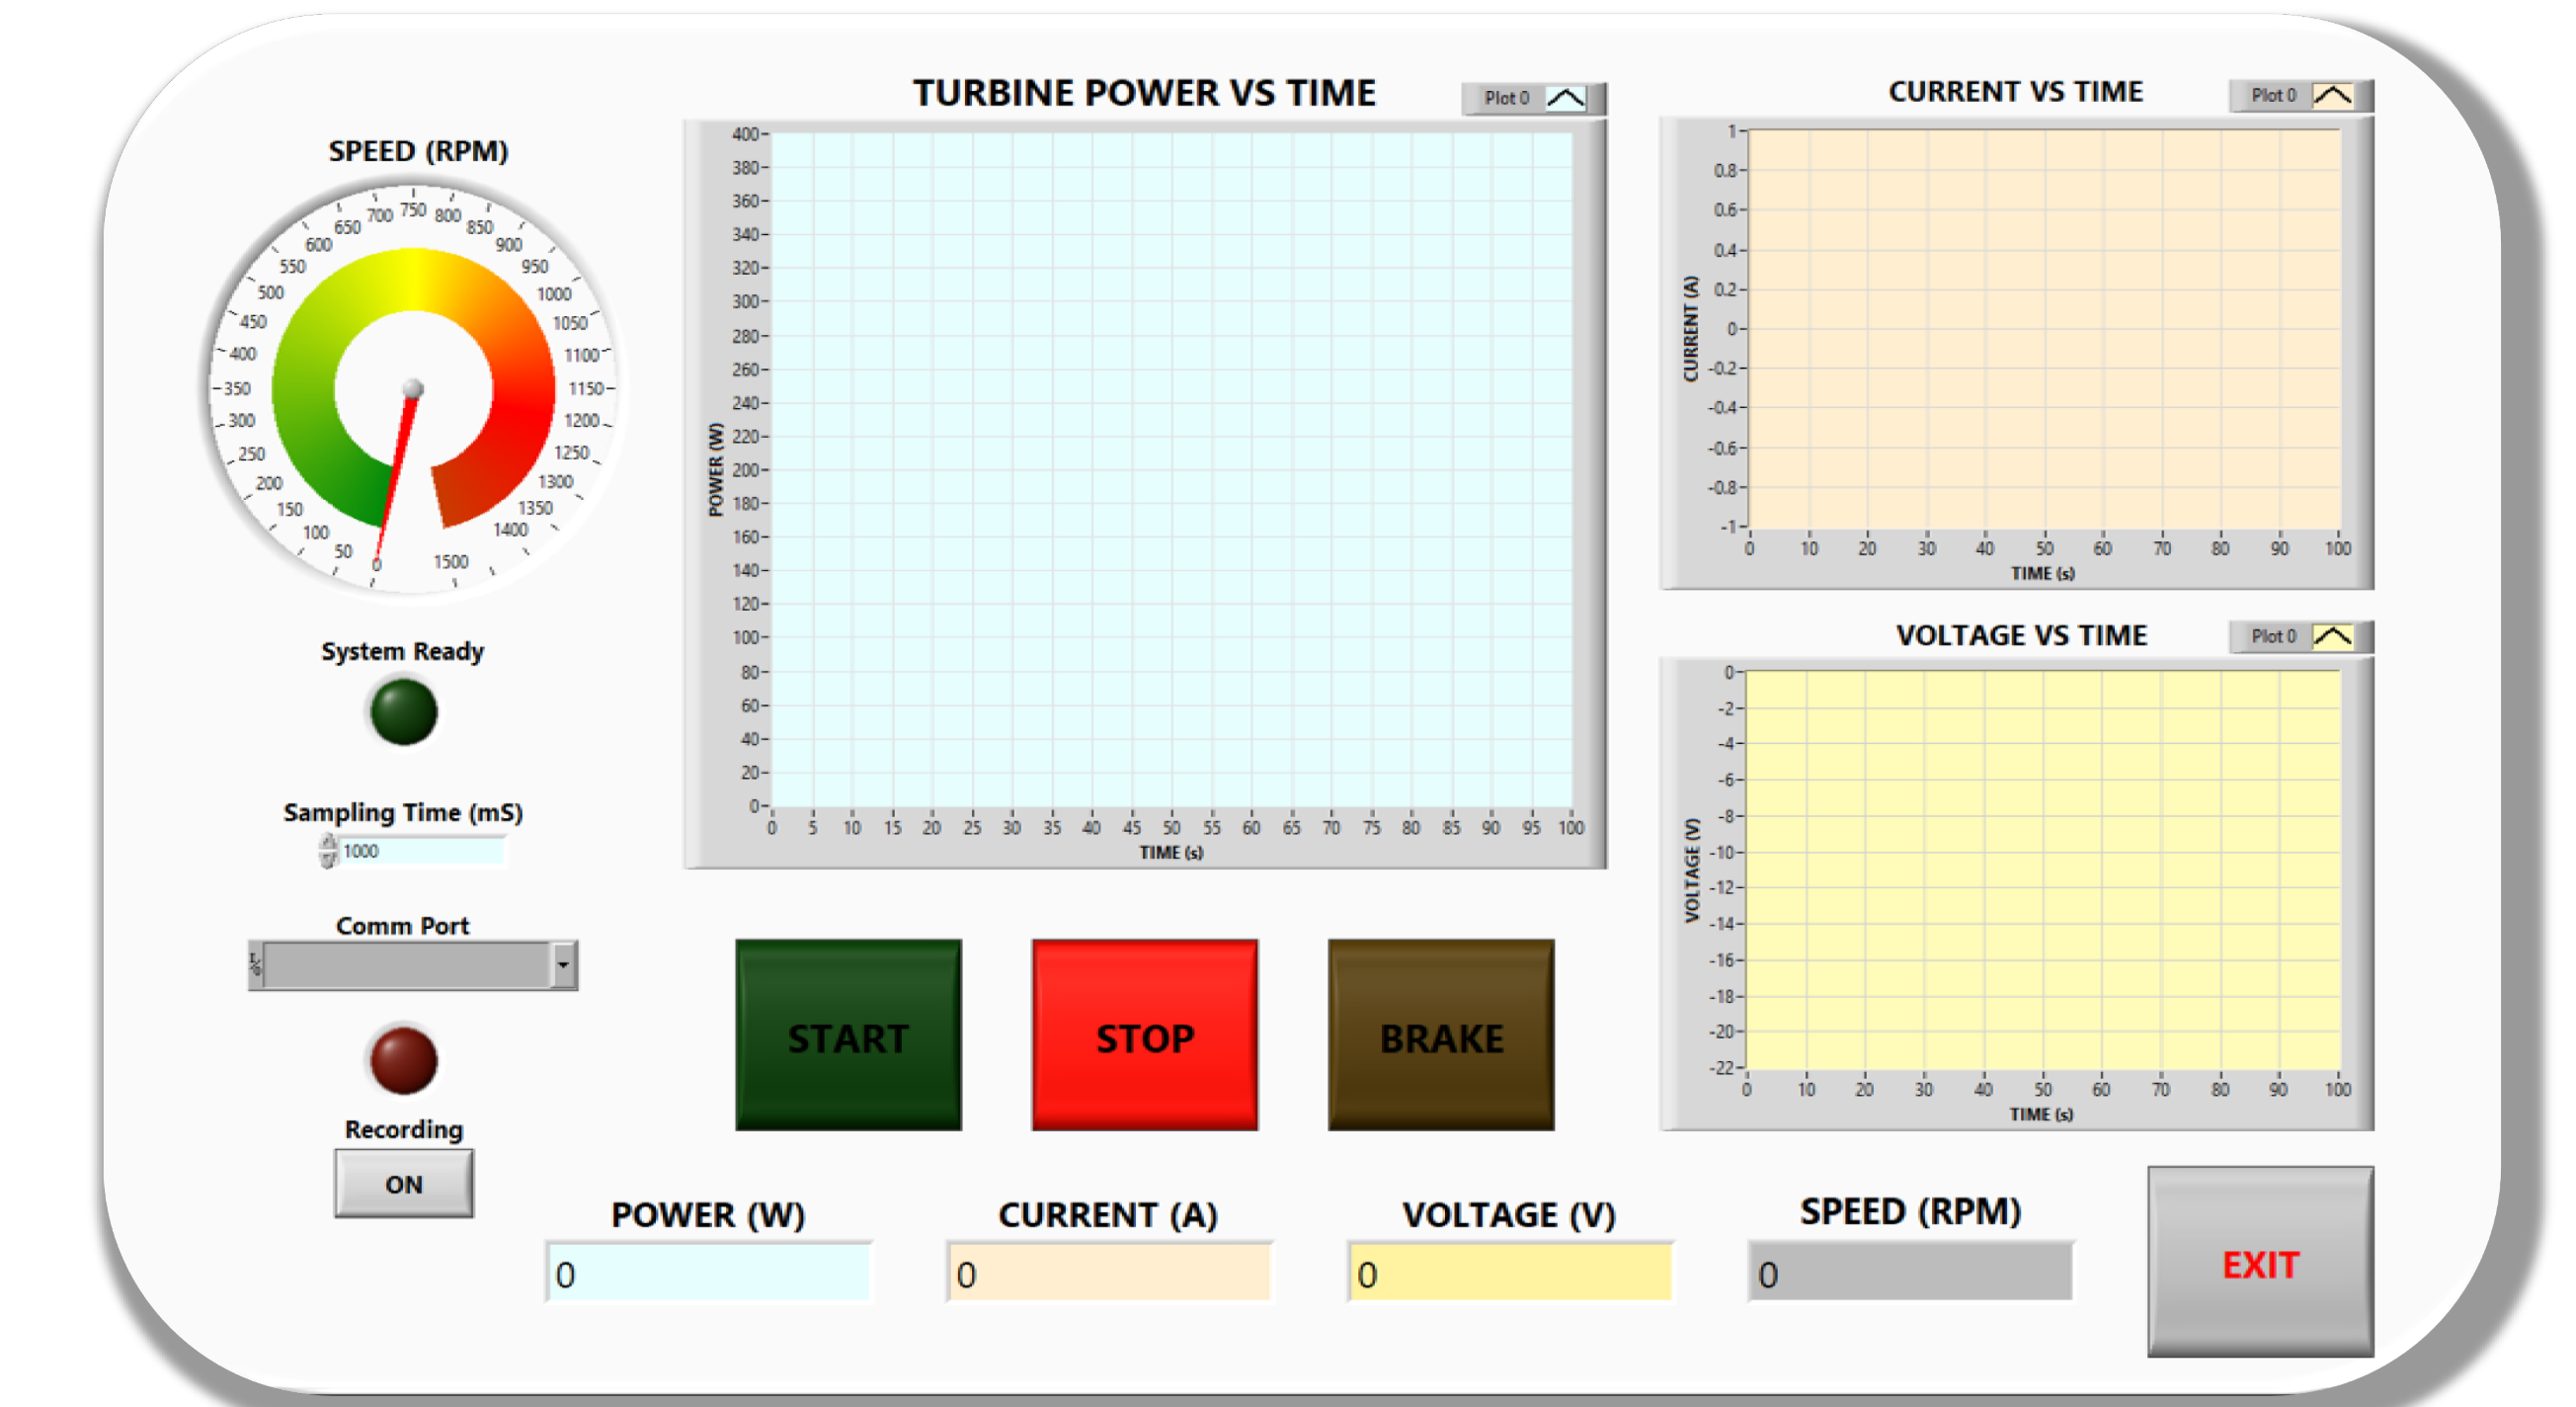 TURBINE POWER VS TIME
Plot 0
CURRENT VS TIME
Plot 0
SPEED (RPM)
0
50
100
150
200
250
300
350
400
450
500
550
600
650
700
750
800
850
900
950
1000
1050
1100
1150
1200
1250
1300
1350
1400
1500
POWER (W)
400
380
360
340
320
300
280
260
240
220
200
180
160
140
120
100
80
60
40
20
0
0 5 10 15 20 25 30 35 40 45 50 55 60 65 70 75 80 85 90 95 100
TIME (s)
CURRENT (A)
1
0.8
0.6
0.4
0.2
0
-0.2
-0.4
-0.6
-0.8
-1
0 10 20 30 40 50 60 70 80 90 100
TIME (s)
VOLTAGE VS TIME
Plot 0
VOLTAGE (V)
0
-2
-4
-6
-8
-10
-12
-14
-16
-18
-20
-22
0 10 20 30 40 50 60 70 80 90 100
TIME (s)
System Ready
Sampling Time (mS)
1000
Comm Port
I/O
Recording
ON
START
STOP
BRAKE
POWER (W)
0
CURRENT (A)
0
VOLTAGE (V)
0
SPEED (RPM)
0
EXIT